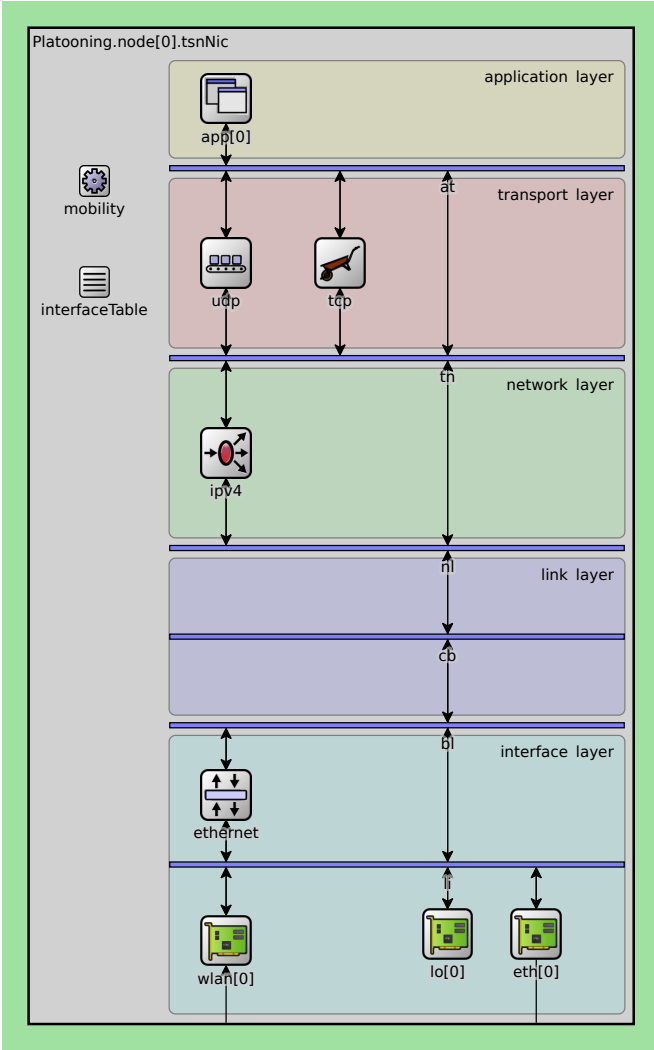 Platooning.node[0].tsnNic
application layer
app[0]
mobility
at
transport layer
interfaceTable
udp
tcp
tn
network layer
ipv4
nl
link layer
cb
bl
interface layer
ethernet
li
wlan[0]
lo[0]
eth[0]